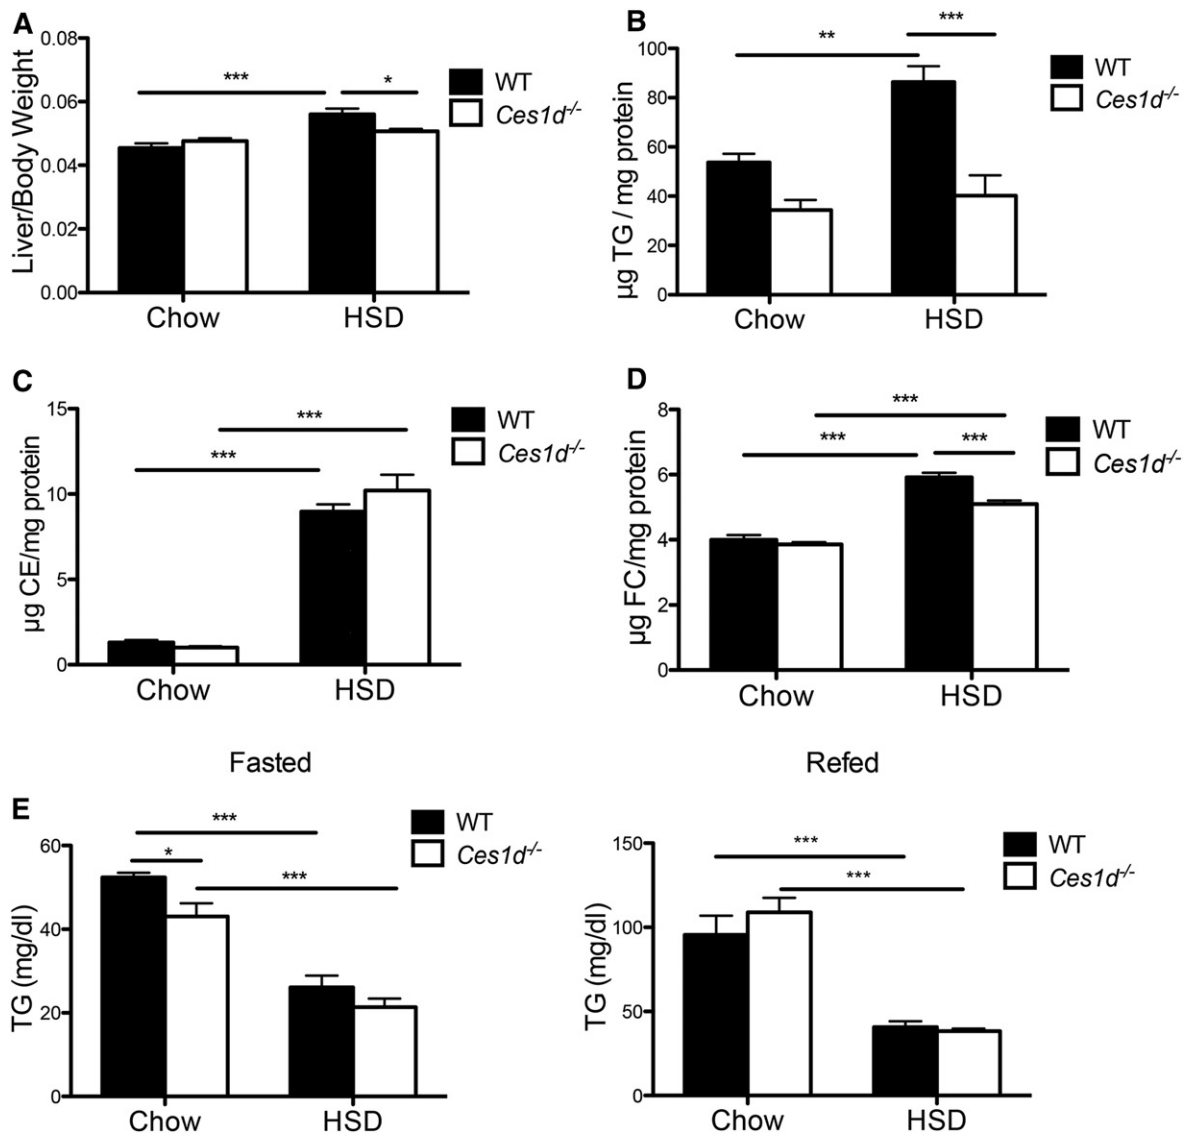 A
Liver/Body Weight
0.08
0.06
0.04
0.02
0.00
***
*
WT
Ces1d-/-
Chow
HSD
B
µg TG / mg protein
100
80
60
40
20
0
**
***
WT
Ces1d-/-
Chow
HSD
C
µg CE/mg protein
15
10
5
0
***
***
WT
Ces1d-/-
Chow
HSD
D
µg FC/mg protein
8
6
4
2
0
***
***
***
WT
Ces1d-/-
Chow
HSD
E
Fasted
TG (mg/dl)
60
40
20
0
***
*
***
WT
Ces1d-/-
Chow
HSD
Refed
TG (mg/dl)
150
100
50
0
***
***
WT
Ces1d-/-
Chow
HSD